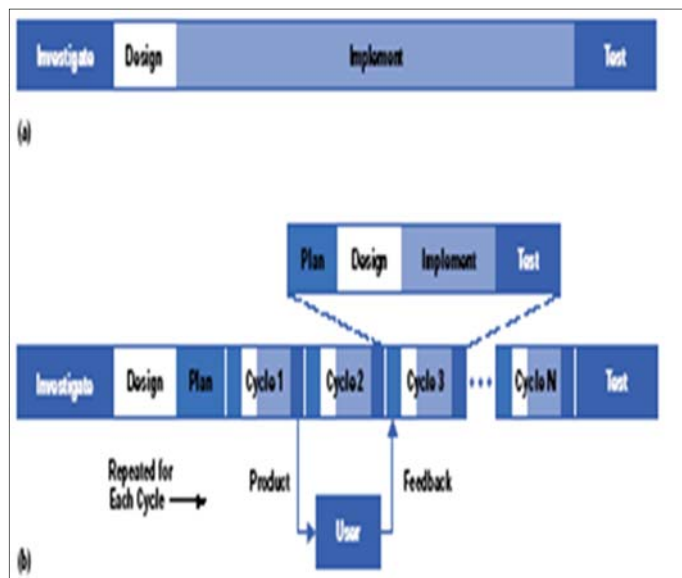 Investigate Design Implement Test
(a)
Plan Design Implement Test
Investigate Design Plan Cycle 1 Cycle 2 Cycle 3 ••• Cycle N Test
Repeated for
Each Cycle
Product
Feedback
User
(b)